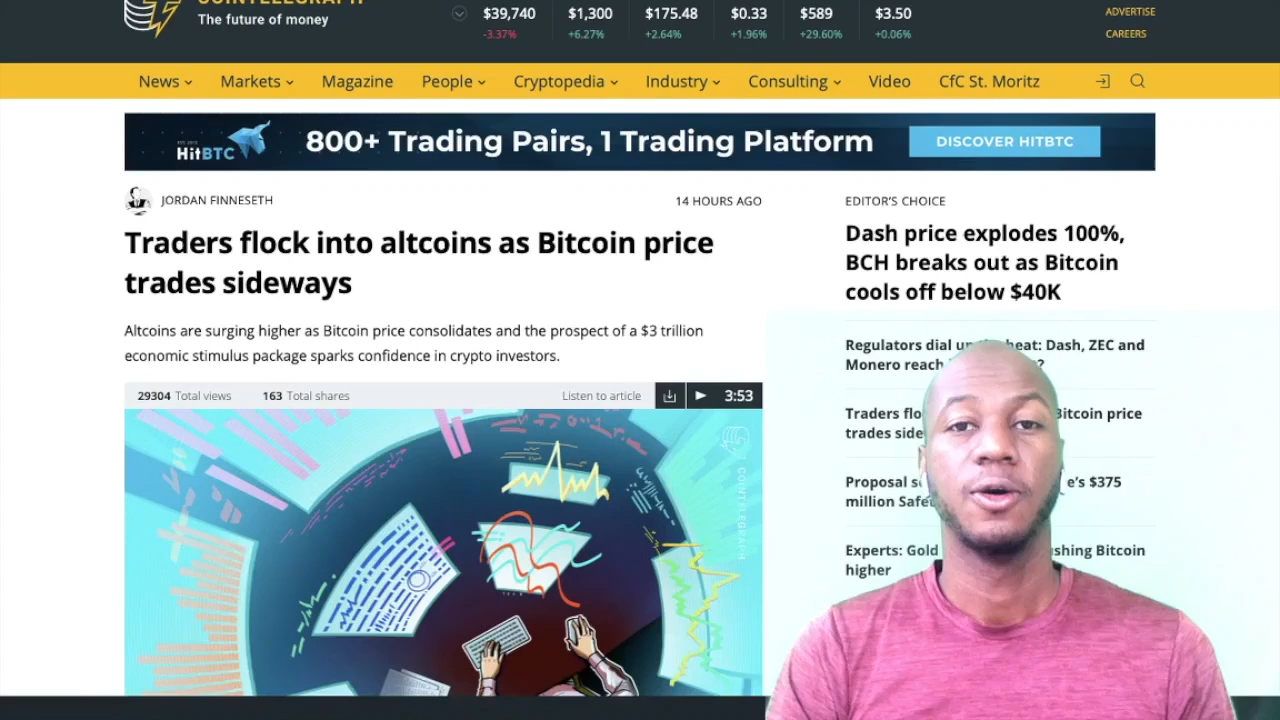 COINTELEGRAPH
The future of money
$39,740 $1,300 $175.48 $0.33 $589 $3.50
-3.37% +6.27% +2.64% +1.96% +29.60% +0.06%
ADVERTISE
CAREERS
News Markets Magazine People Cryptopedia Industry Consulting Video CfC St. Moritz
HitBTC 800+ Trading Pairs, 1 Trading Platform DISCOVER HITBTC
JORDAN FINNESETH 14 HOURS AGO
Traders flock into altcoins as Bitcoin price
trades sideways
Altcoins are surging higher as Bitcoin price consolidates and the prospect of a $3 trillion
economic stimulus package sparks confidence in crypto investors.
29304 Total views 163 Total shares Listen to article 3:53
COINTELEGRAPH
EDITOR'S CHOICE
Dash price explodes 100%,
BCH breaks out as Bitcoin
cools off below $40K
Regulators dial up heat: Dash, ZEC and
Monero reach ?
Traders flo Bitcoin price
trades side
Proposal s e's $375
million Safe
Experts: Gold ushing Bitcoin
higher